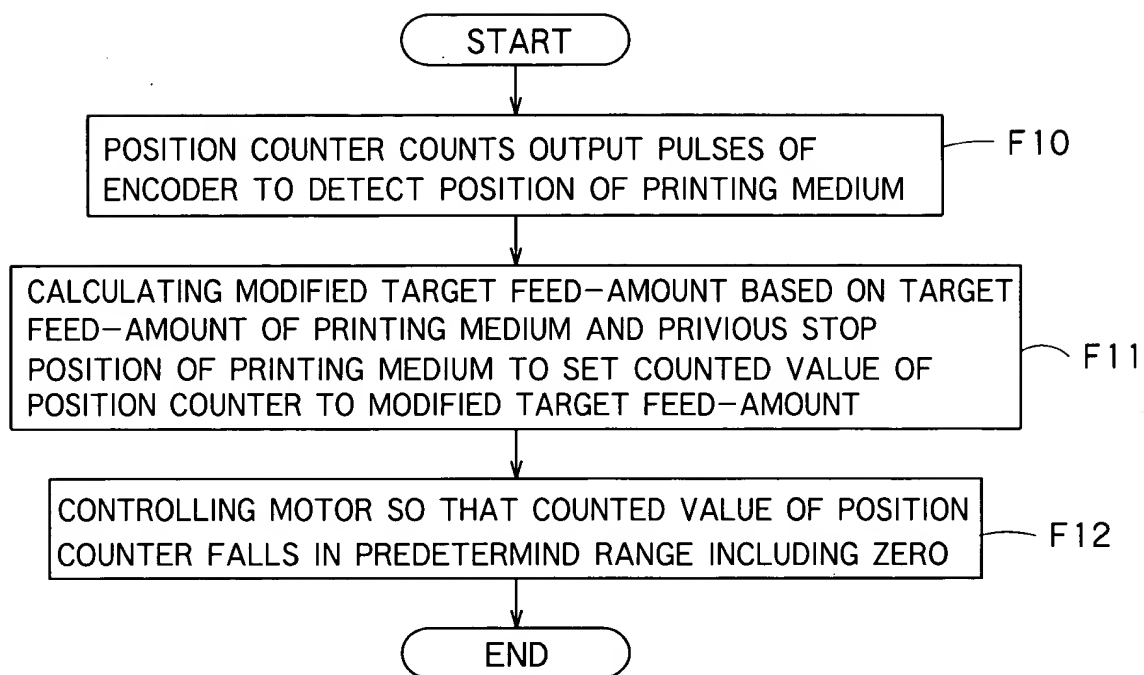 START
POSITION COUNTER COUNTS OUTPUT PULSES OF
ENCODER TO DETECT POSITION OF PRINTING MEDIUM
F10
CALCULATING MODIFIED TARGET FEED-AMOUNT BASED ON TARGET
FEED-AMOUNT OF PRINTING MEDIUM AND PRIVIOUS STOP
POSITION OF PRINTING MEDIUM TO SET COUNTED VALUE OF
POSITION COUNTER TO MODIFIED TARGET FEED-AMOUNT
F11
CONTROLLING MOTOR SO THAT COUNTED VALUE OF POSITION
COUNTER FALLS IN PREDETERMIND RANGE INCLUDING ZERO
F12
END